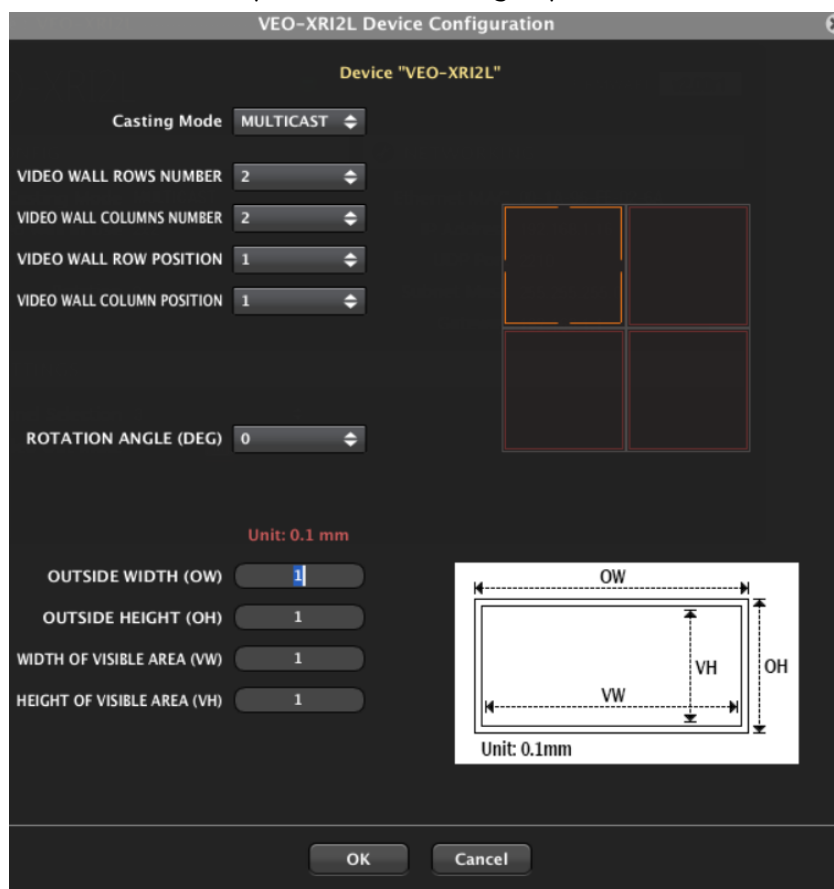 VEO-XRI2L Device Configuration
Device "VEO-XRI2L"
Casting Mode MULTICAST
VIDEO WALL ROWS NUMBER 2
VIDEO WALL COLUMNS NUMBER 2
VIDEO WALL ROW POSITION 1
VIDEO WALL COLUMN POSITION 1
ROTATION ANGLE (DEG) 0
Unit: 0.1 mm
OUTSIDE WIDTH (OW) 1
OUTSIDE HEIGHT (OH) 1
WIDTH OF VISIBLE AREA (VW) 1
HEIGHT OF VISIBLE AREA (VH) 1
OW
VH
OH
VW
Unit: 0.1mm
OK Cancel